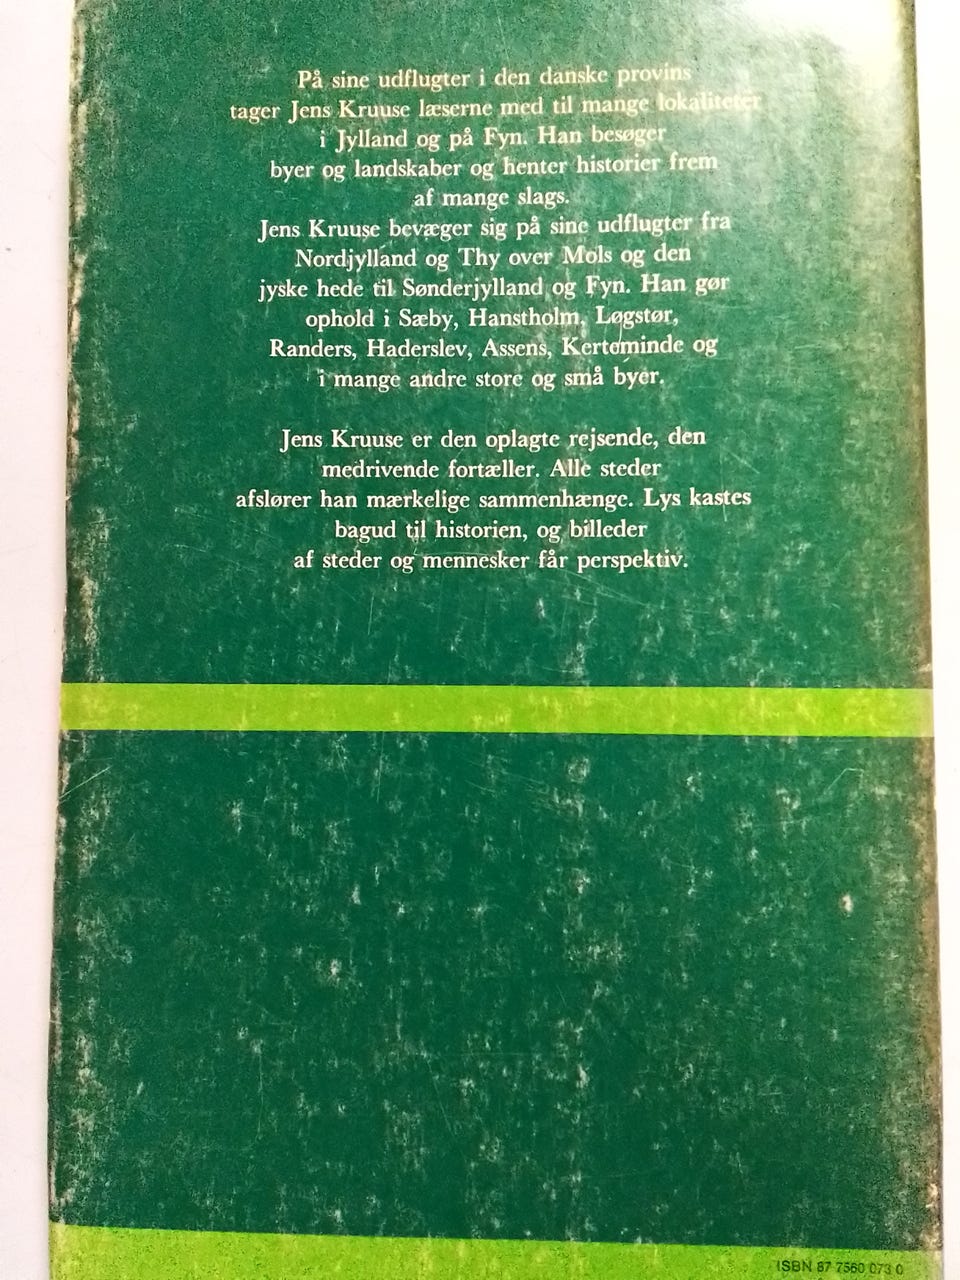 På sine udflugter i den danske provins
tager Jens Kruuse læserne med til mange lokaliteter
i Jylland og på Fyn. Han besøger
byer og landskaber og henter historier frem
af mange slags.
Jens Kruuse bevæger sig på sine udflugter fra
Nordjylland og Thy over Mols og den
jyske hede til Sønderjylland og Fyn. Han gør
ophold i Sæby, Hanstholm, Løgstør,
Randers, Haderslev, Assens, Kerteminde og
i mange andre store og små byer.
Jens Kruuse er den oplagte rejsende, den
medrivende fortæller. Alle steder
afslører han mærkelige sammenhænge. Lys kastes
bagud til historien, og billeder
af steder og mennesker får perspektiv.
ISBN 87 7560 073 0